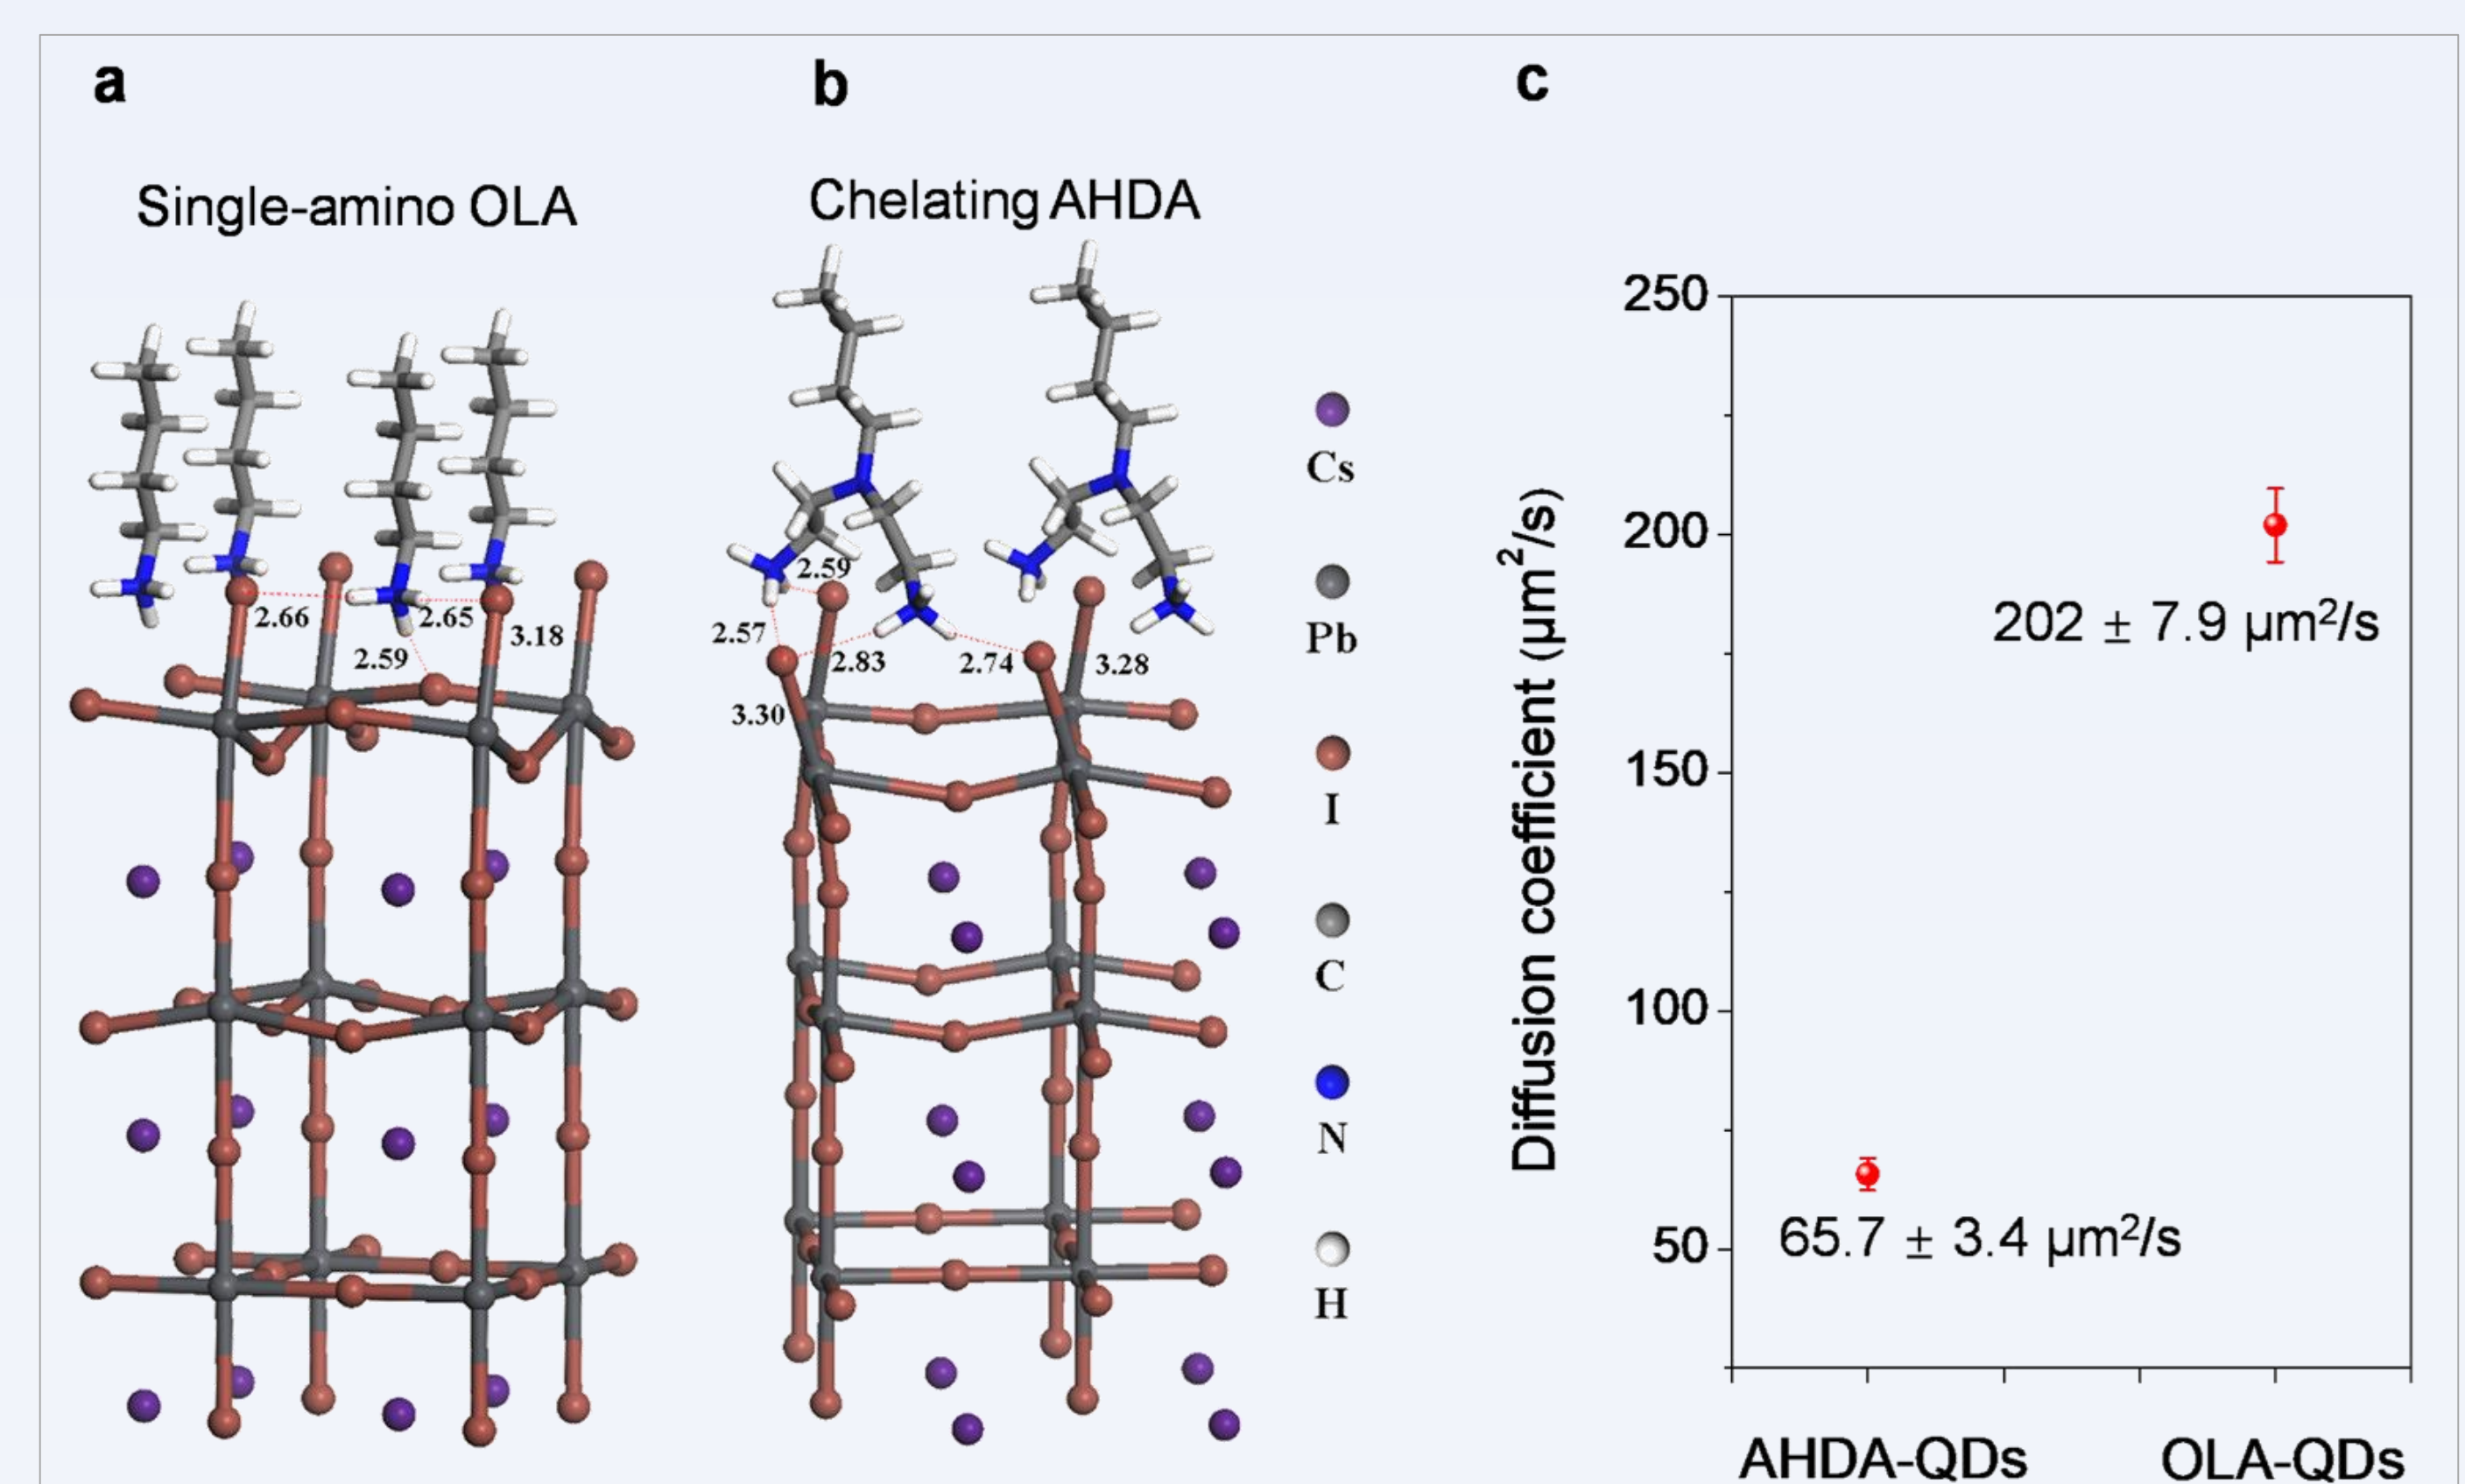 a
Single-amino OLA
2.66
2.65
3.18
2.59
b
Chelating AHDA
2.59
2.57
2.83
2.74
3.28
3.30
Cs
Pb
I
C
N
H
c
Diffusion coefficient (µm²/s)
250
200
150
100
50
202 ± 7.9 µm²/s
65.7 ± 3.4 µm²/s
AHDA-QDs
OLA-QDs